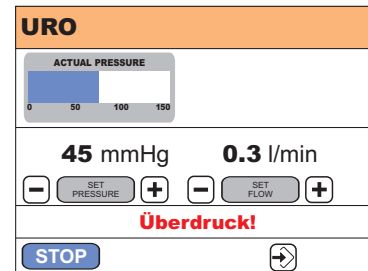 URO
ACTUAL PRESSURE
0 50 100 150
45 mmHg 0.3 l/min
− SET PRESSURE + − SET FLOW +
Überdruck!
STOP